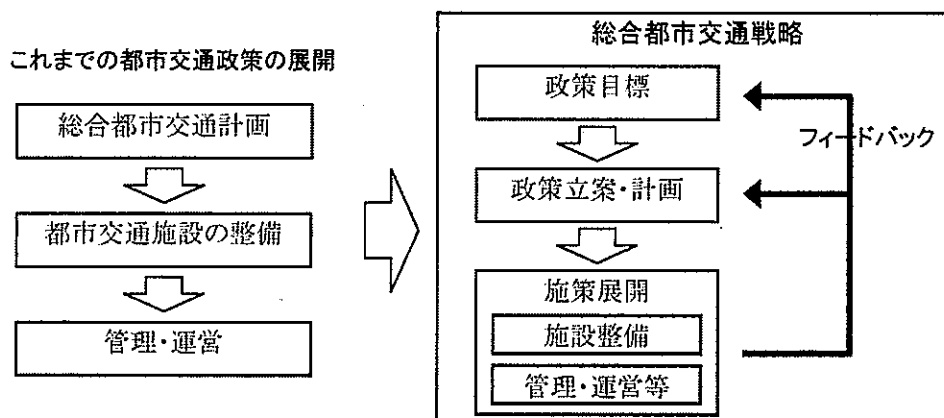 これまでの都市交通政策の展開
総合都市交通計画
都市交通施設の整備
管理・運営
総合都市交通戦略
政策目標
フィードバック
政策立案・計画
施策展開
施設整備
管理・運営等